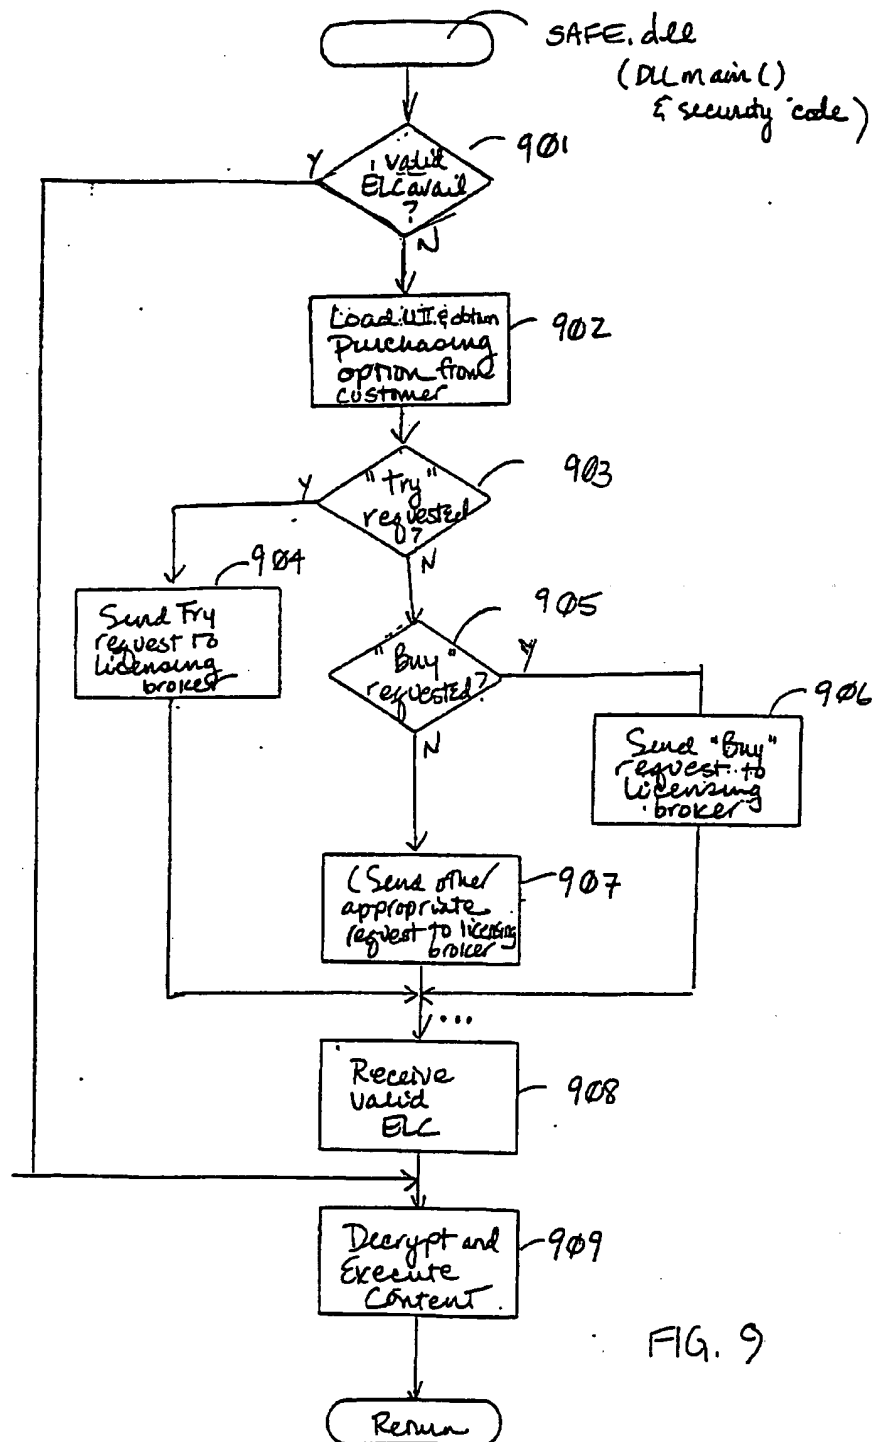 SAFE.dll
(DLLmain()
& security code)
901
valid
ELC avail
?
Y
N
Load UI & obtain
Purchasing
option from
customer
902
"Try"
requested
?
903
Y
N
904
Send Try
request to
licensing
broker
905
"Buy"
requested?
Y
N
906
Send "Buy"
request to
licensing
broker
(Send other
appropriate
request to licensing
broker
907
...
Receive
valid
ELC
908
Decrypt and
Execute
Content.
909
FIG. 9
Return